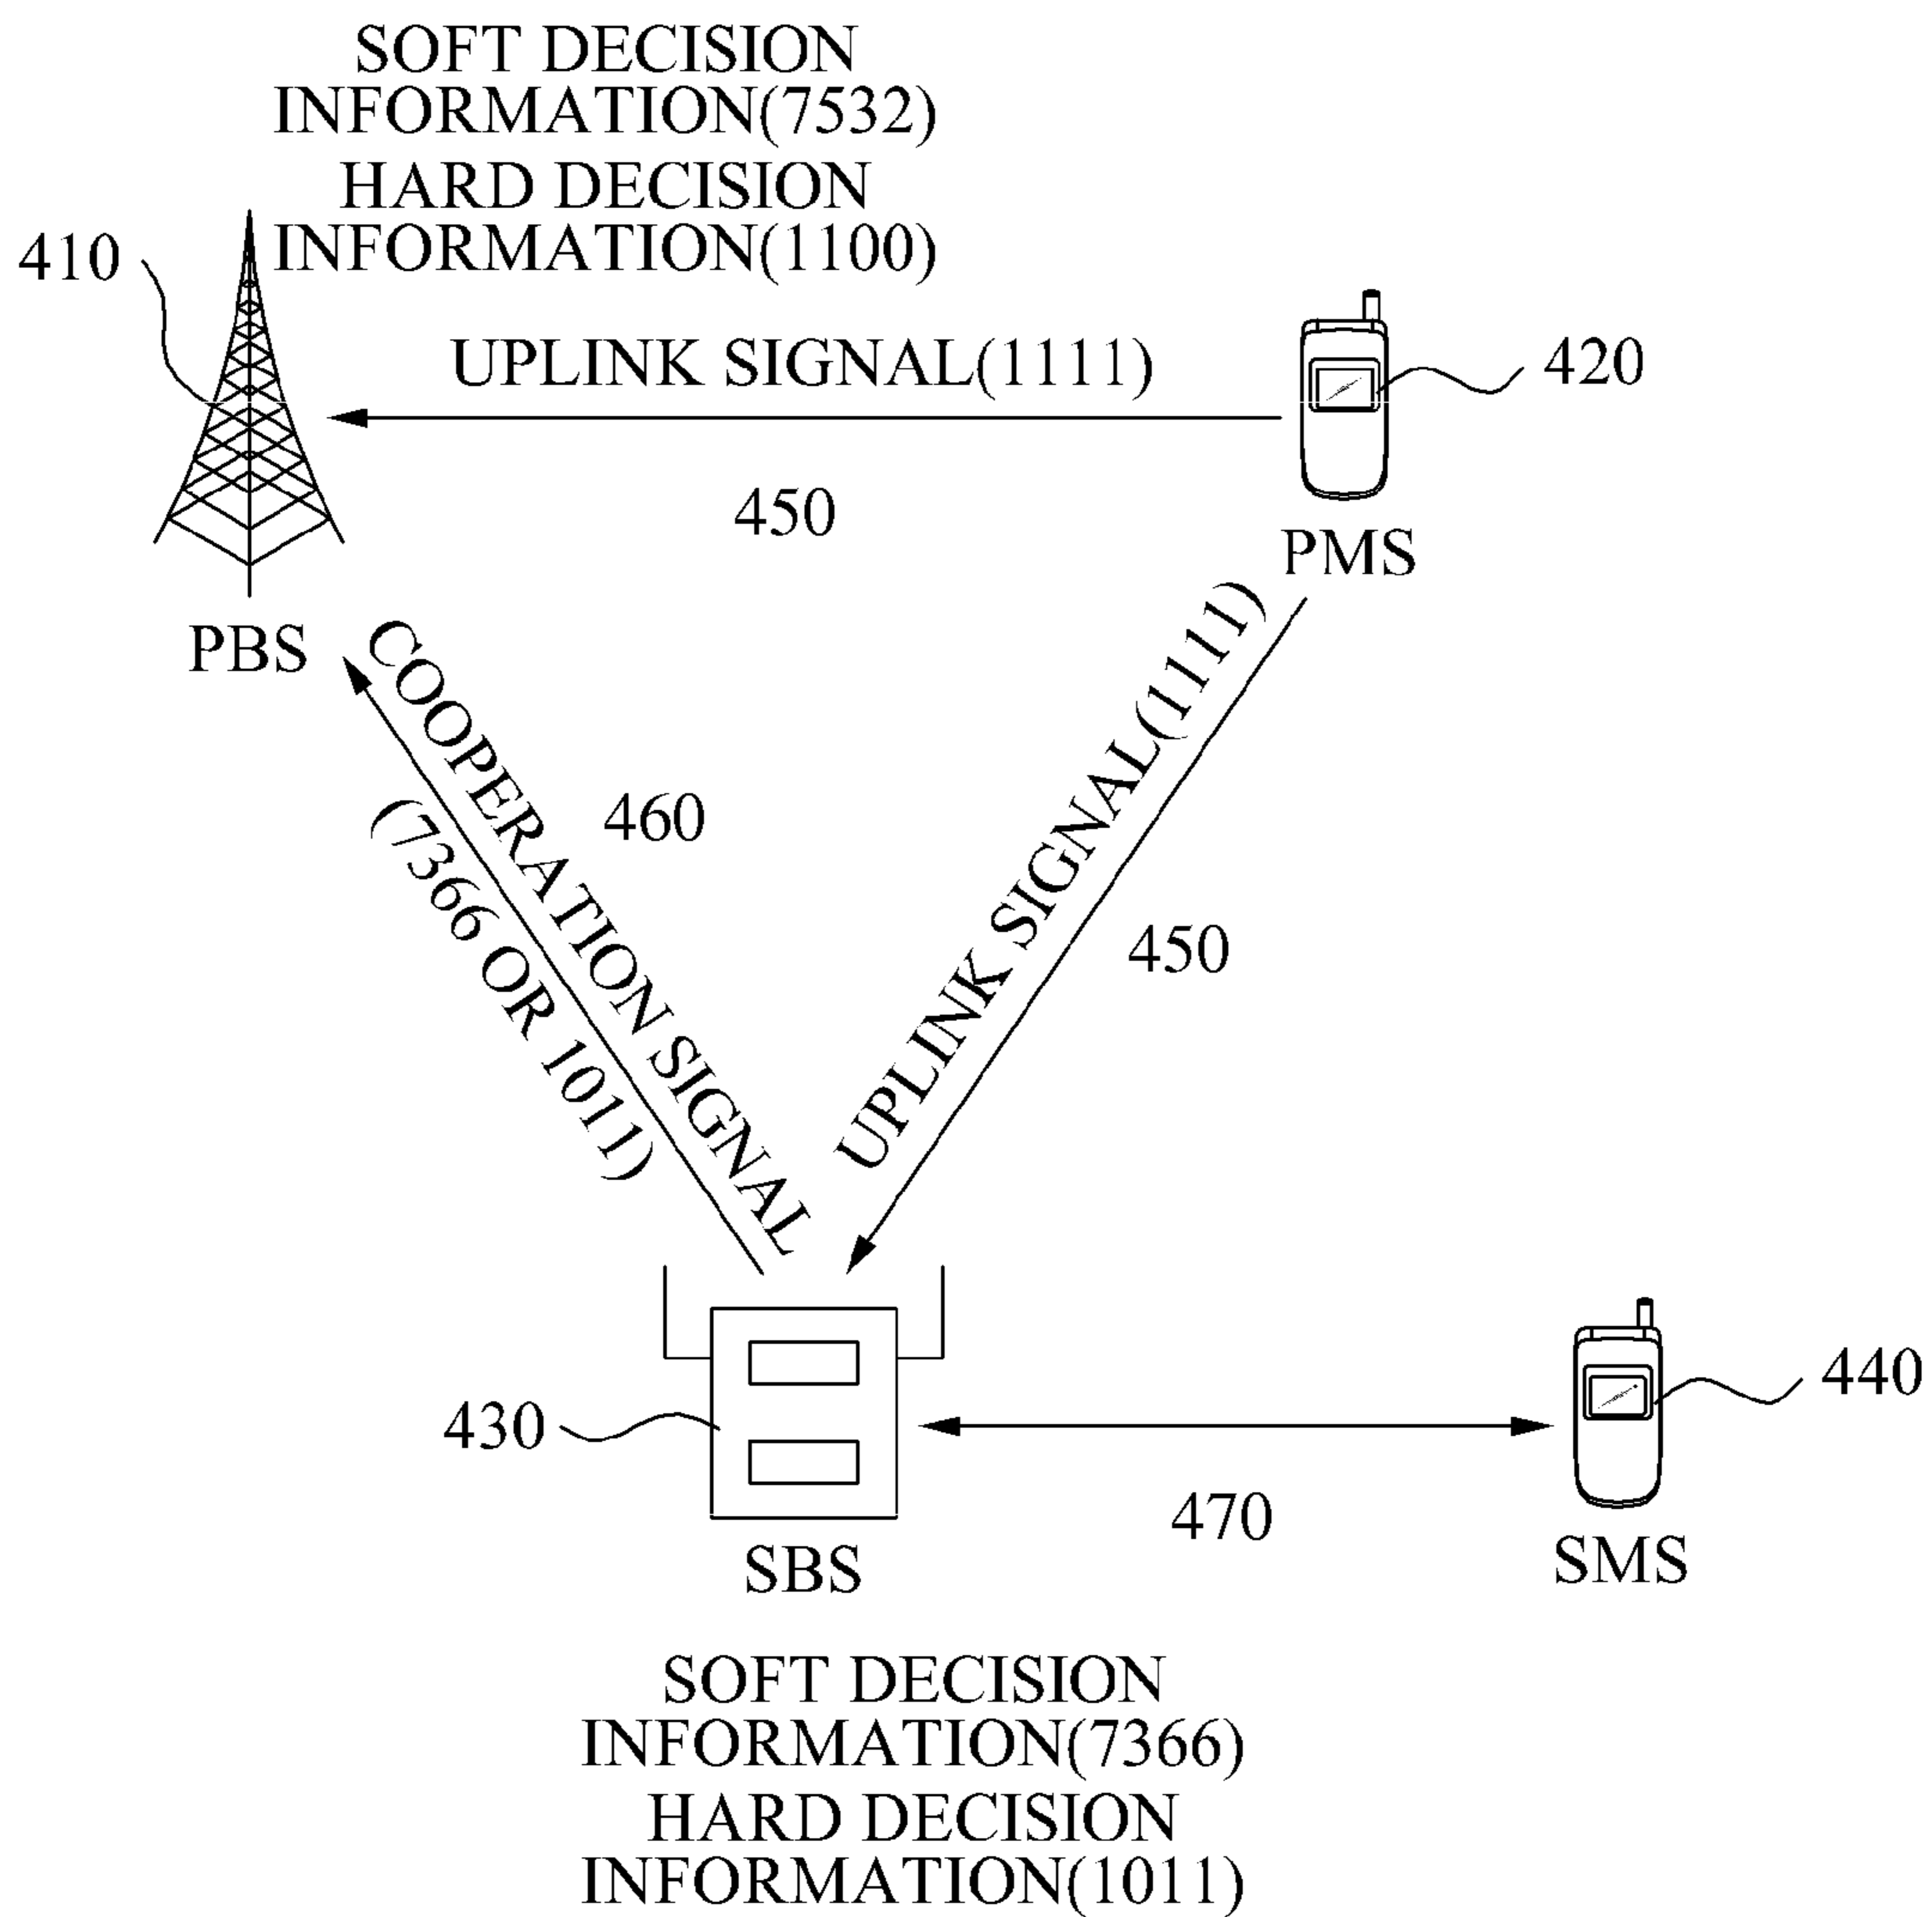 SOFT DECISION
INFORMATION(7532)
HARD DECISION
INFORMATION(1100)
410
UPLINK SIGNAL(1111)
420
450
PMS
PBS
COOPERATION SIGNAL
(7366 OR 1011)
460
UPLINK SIGNAL(1111)
450
430
440
470
SBS
SMS
SOFT DECISION
INFORMATION(7366)
HARD DECISION
INFORMATION(1011)